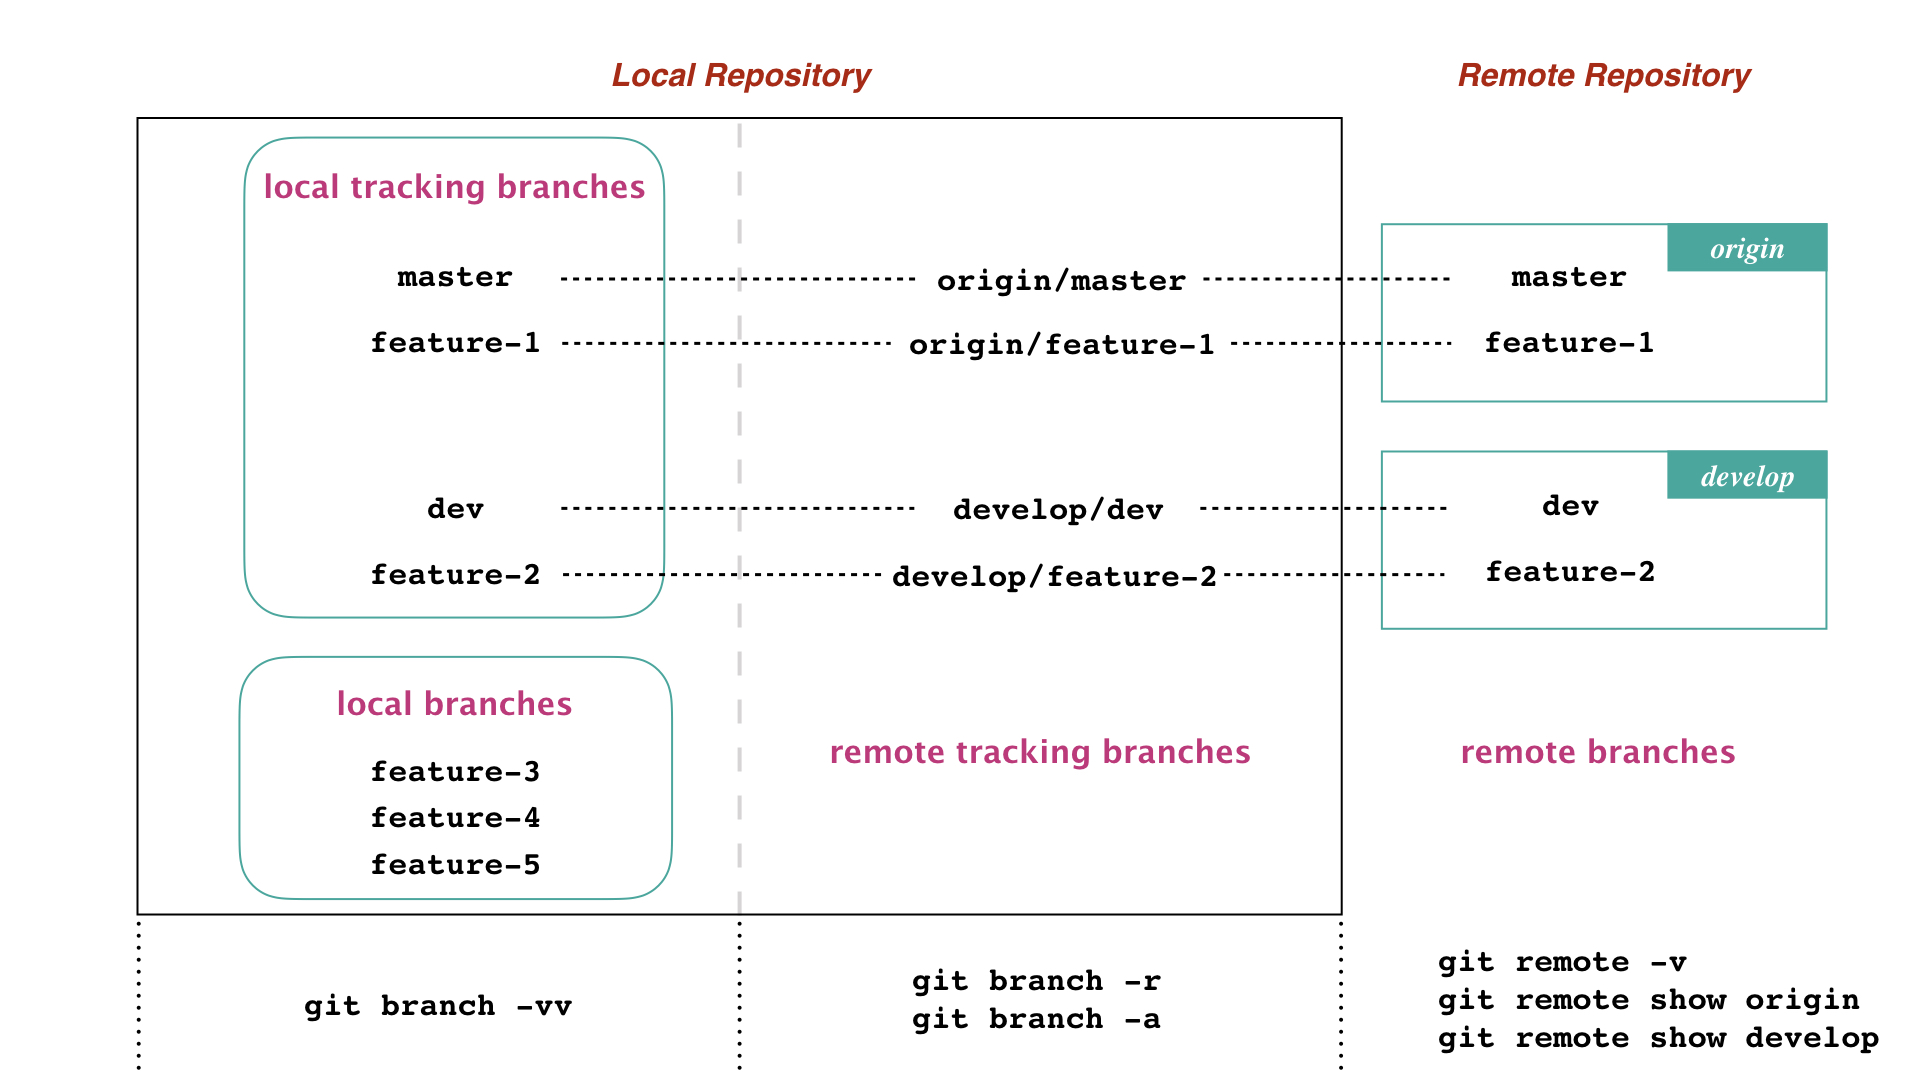 Local Repository
Remote Repository
local tracking branches
master
origin/master
origin
master
feature-1
origin/feature-1
feature-1
develop
dev
develop/dev
dev
feature-2
develop/feature-2
feature-2
local branches
feature-3
feature-4
feature-5
remote tracking branches
remote branches
git branch -vv
git branch -r
git branch -a
git remote -v
git remote show origin
git remote show develop